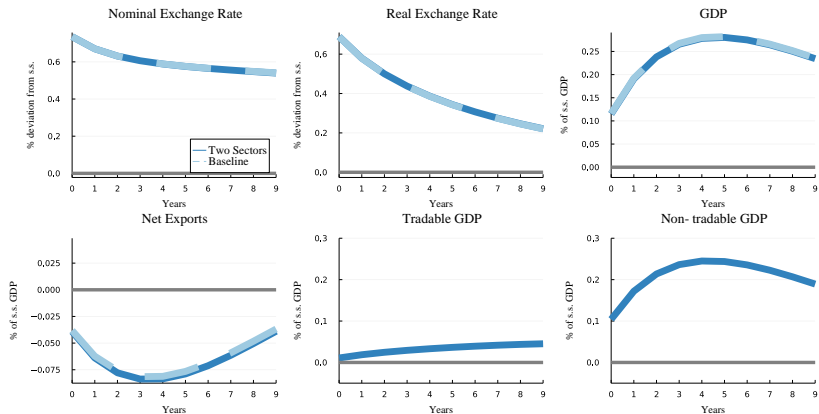 Nominal Exchange Rate
% deviation from s.s.
0.6
0.4
0.2
0.0
Two Sectors
Baseline
0 1 2 3 4 5 6 7 8 9
Years
Real Exchange Rate
% deviation from s.s.
0.6
0.4
0.2
0.0
0 1 2 3 4 5 6 7 8 9
Years
GDP
% of s.s. GDP
0.25
0.20
0.15
0.10
0.05
0.00
0 1 2 3 4 5 6 7 8 9
Years
Net Exports
% of s.s. GDP
0.025
0.000
−0.025
−0.050
−0.075
0 1 2 3 4 5 6 7 8 9
Years
Tradable GDP
% of s.s. GDP
0.3
0.2
0.1
0.0
0 1 2 3 4 5 6 7 8 9
Years
Non- tradable GDP
% of s.s. GDP
0.3
0.2
0.1
0.0
0 1 2 3 4 5 6 7 8 9
Years